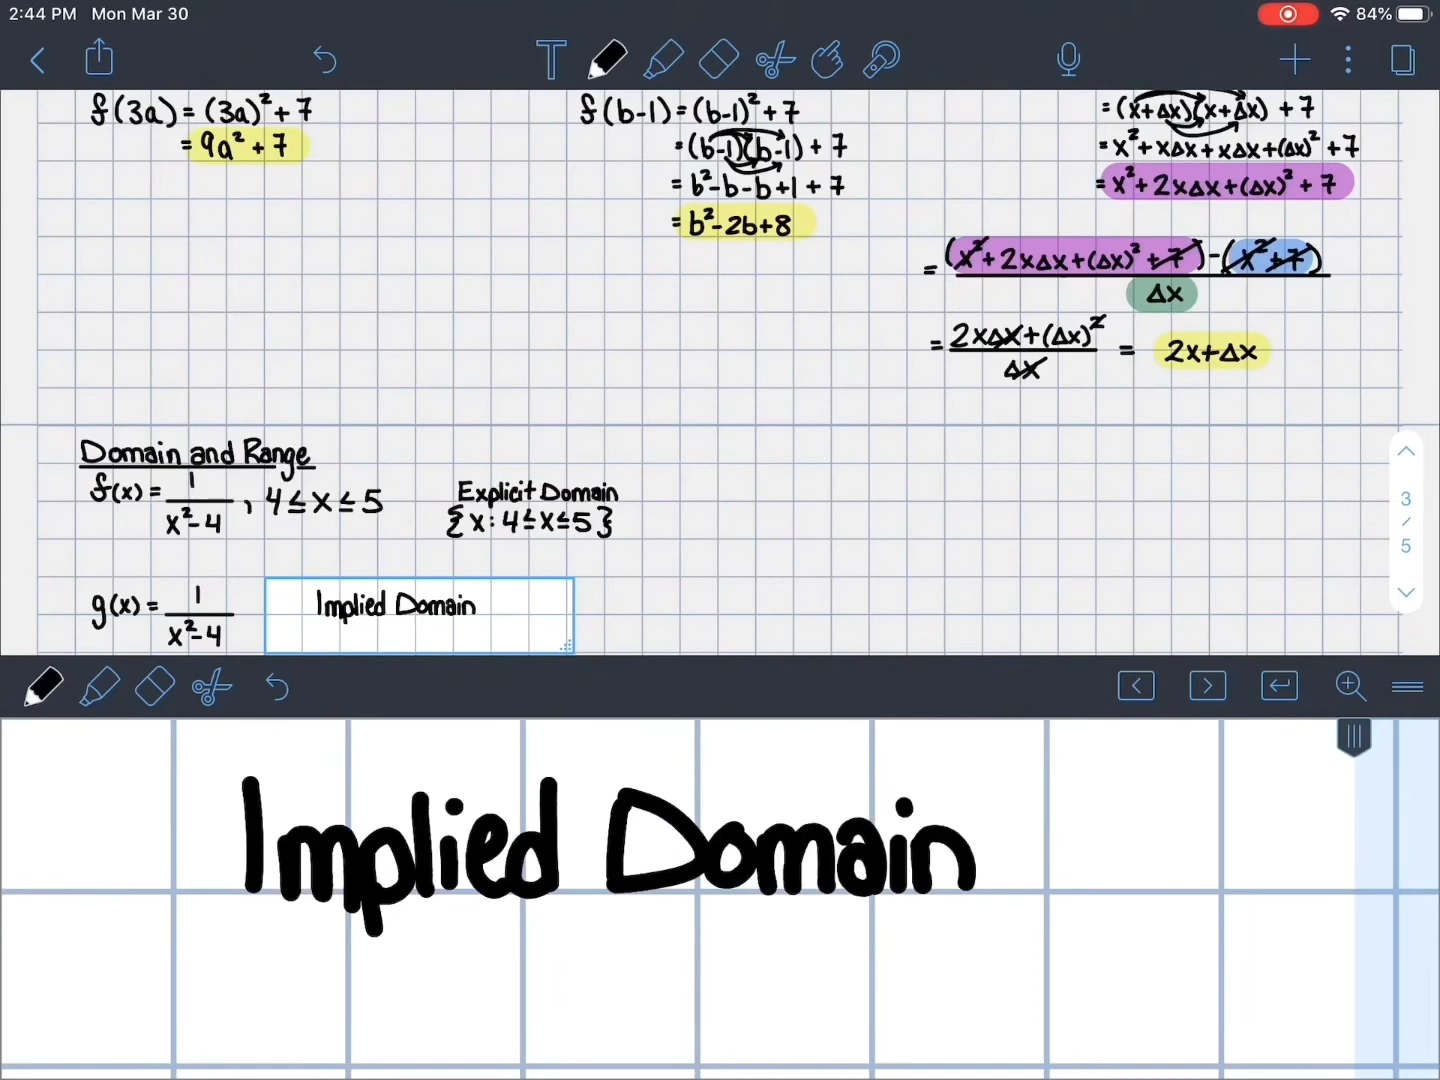 2:44 PM Mon Mar 30 84%
f(3a) = (3a)² + 7
= 9a² + 7
f(b-1) = (b-1)² + 7
= (b-1)(b-1) + 7
= b² - b - b + 1 + 7
= b² - 2b + 8
= (x+Δx)(x+Δx) + 7
= x² + xΔx + xΔx + (Δx)² + 7
= x² + 2xΔx + (Δx)² + 7
= (x² + 2xΔx + (Δx)² + 7) - (x² + 7)
Δx
= 2xΔx + (Δx)² = 2x + Δx
Δx
Domain and Range
f(x) = 1 / x² - 4 , 4 ≤ x ≤ 5
Explicit Domain
{x : 4 ≤ x ≤ 5}
g(x) = 1 / x² - 4
Implied Domain
3 / 5
Implied Domain